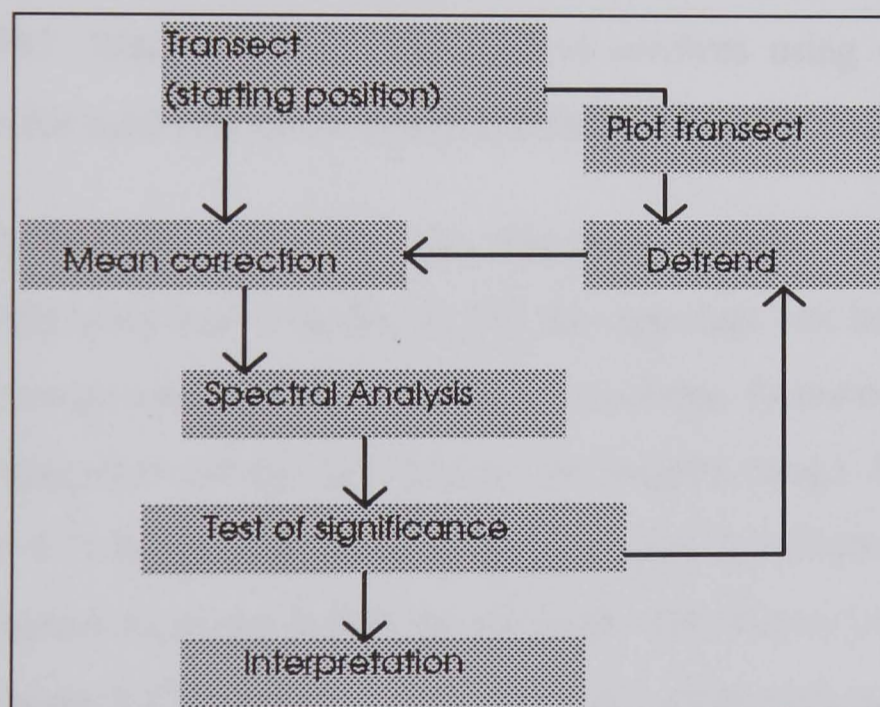 Transect
(starting position)
Plot transect
Mean correction
Detrend
Spectral Analysis
Test of significance
Interpretation